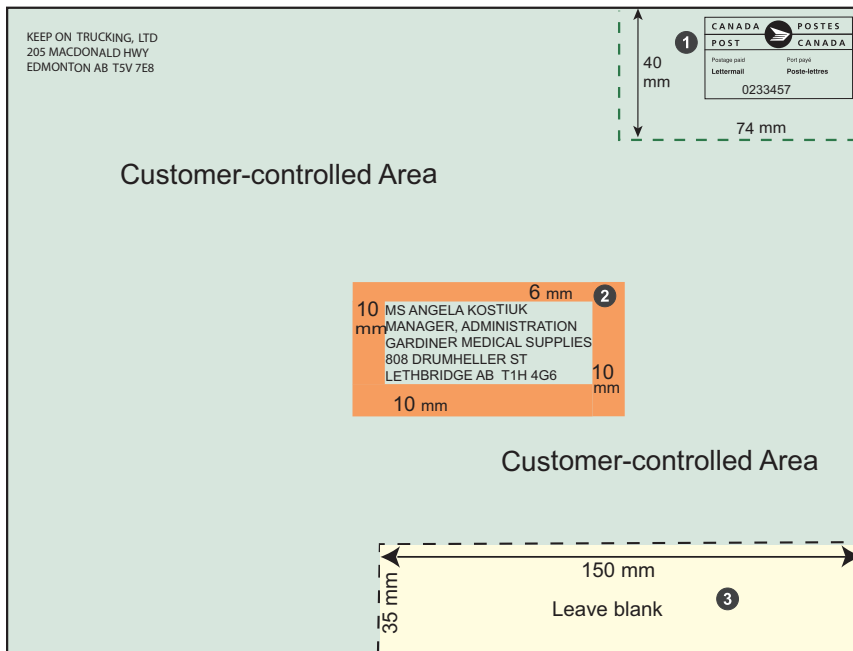 KEEP ON TRUCKING, LTD
205 MACDONALD HWY
EDMONTON AB  T5V 7E8
1
CANADA POSTES
POST CANADA
Postage paid Port payé
Lettermail Poste-lettres
0233457
40
mm
74 mm
Customer-controlled Area
6 mm 2
10
mm
MS ANGELA KOSTIUK
MANAGER, ADMINISTRATION
GARDINER MEDICAL SUPPLIES
808 DRUMHELLER ST
LETHBRIDGE AB  T1H 4G6
10
mm
10 mm
Customer-controlled Area
150 mm
35 mm
Leave blank 3